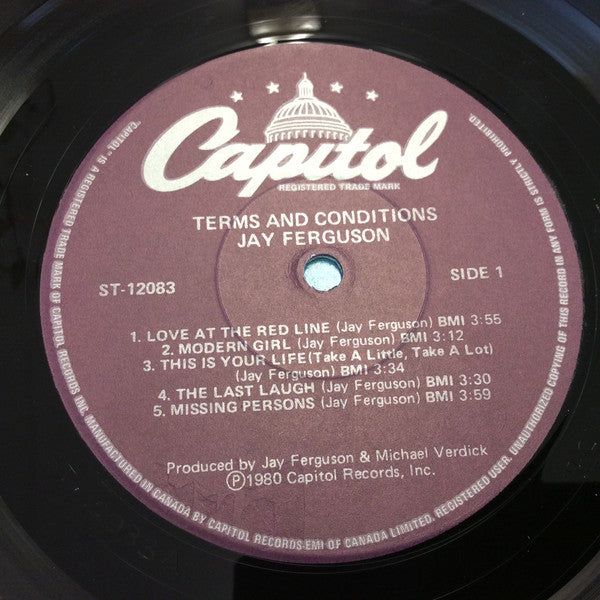 Capitol
REGISTERED TRADE MARK
TERMS AND CONDITIONS
JAY FERGUSON
ST-12083
SIDE 1
1. LOVE AT THE RED LINE (Jay Ferguson) BMI 3:55
2. MODERN GIRL (Jay Ferguson) BMI 3:12
3. THIS IS YOUR LIFE(Take A Little, Take A Lot)
(Jay Ferguson) BMI 3:34
4. THE LAST LAUGH (Jay Ferguson) BMI 3:30
5. MISSING PERSONS (Jay Ferguson) BMI 3:59
Produced by Jay Ferguson & Michael Verdick
Ⓟ1980 Capitol Records, Inc.
"CAPITOL" IS A REGISTERED TRADE MARK OF CAPITOL RECORDS INC. MANUFACTURED IN CANADA BY CAPITOL RECORDS-EMI OF CANADA LIMITED. REGISTERED USER. UNAUTHORIZED COPYING OF THIS RECORD IN ANY FORM IS STRICTLY PROHIBITED.